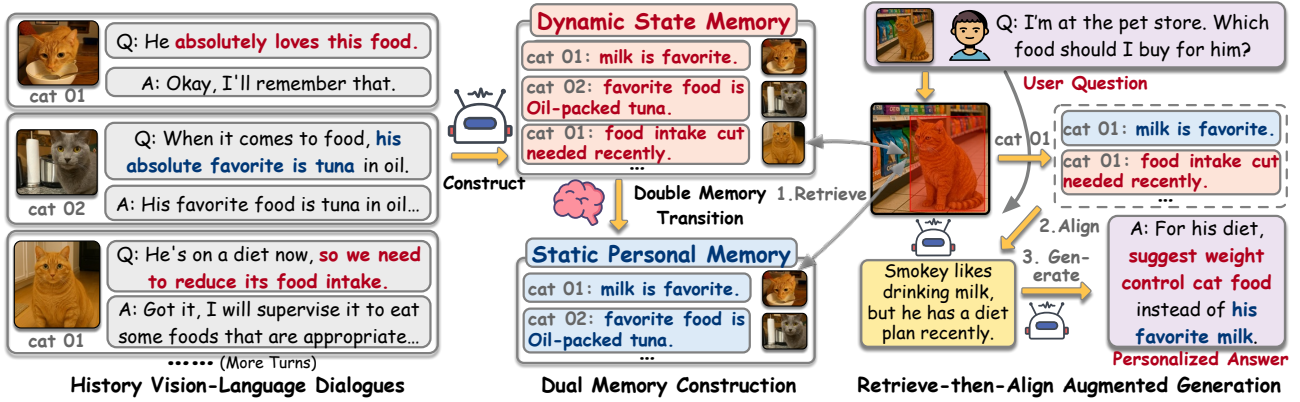 Q: He absolutely loves this food.
A: Okay, I'll remember that.
cat 01
Q: When it comes to food, his
absolute favorite is tuna in oil.
A: His favorite food is tuna in oil…
cat 02
Q: He's on a diet now, so we need
to reduce its food intake.
A: Got it, I will supervise it to eat
some foods that are appropriate…
cat 01
…… (More Turns)
History Vision-Language Dialogues
Construct
Dynamic State Memory
cat 01: milk is favorite.
cat 02: favorite food is
Oil-packed tuna.
cat 01: food intake cut
needed recently.
…
Double Memory
Transition
Static Personal Memory
cat 01: milk is favorite.
cat 02: favorite food is
Oil-packed tuna.
…
Dual Memory Construction
1.Retrieve
Q: I'm at the pet store. Which
food should I buy for him?
User Question
cat 01
cat 01: milk is favorite.
cat 01: food intake cut
needed recently.
…
2.Align
Smokey likes
drinking milk,
but he has a diet
plan recently.
3. Gen-
erate
A: For his diet,
suggest weight
control cat food
instead of his
favorite milk.
Personalized Answer
Retrieve-then-Align Augmented Generation